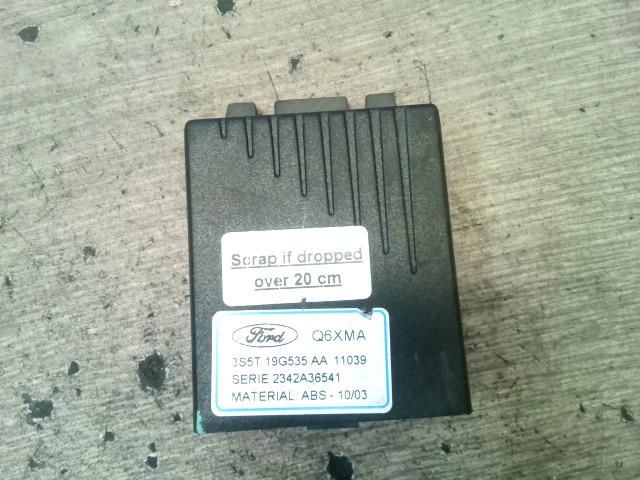 Scrap if dropped
over 20 cm
Ford Q6XMA
3S5T 19G535 AA 11039
SERIE 2342A36541
MATERIAL ABS - 10/03